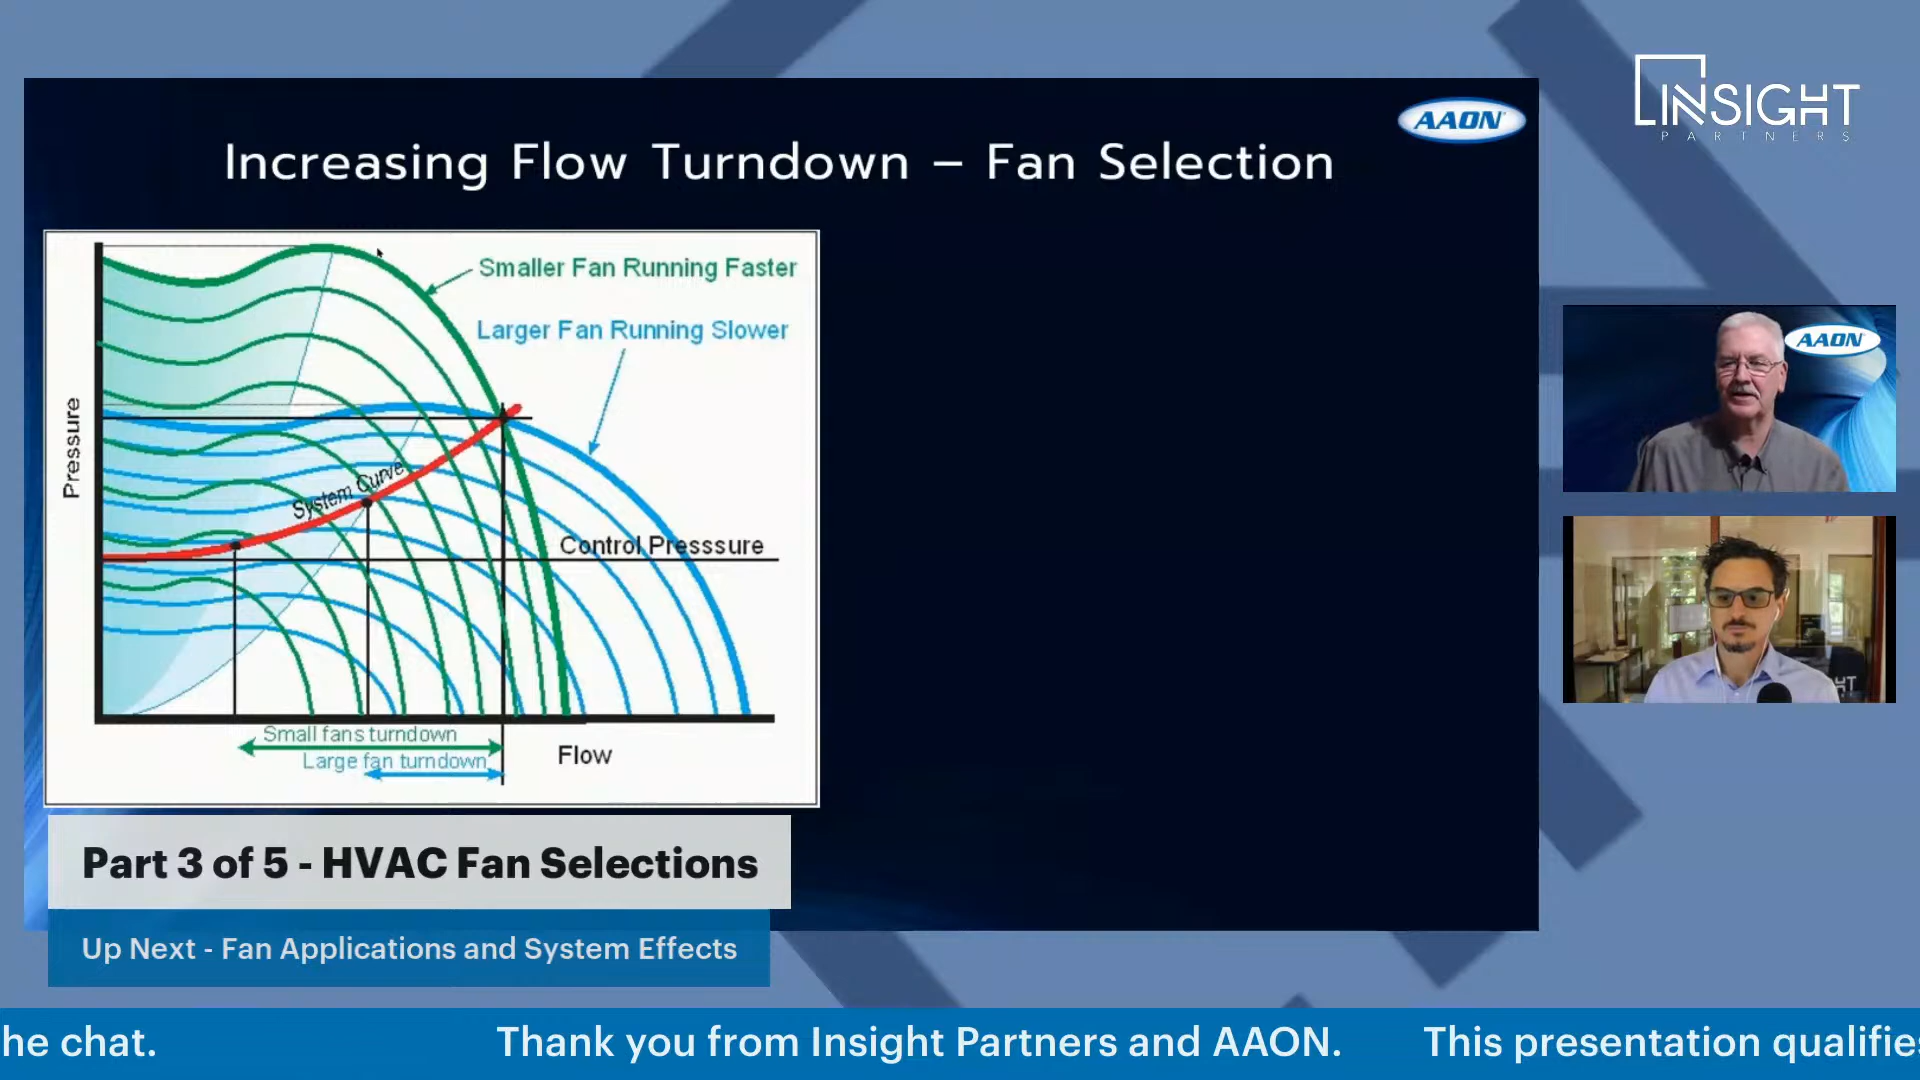 INSIGHT
PARTNERS
AAON
Increasing Flow Turndown – Fan Selection
Smaller Fan Running Faster
Larger Fan Running Slower
Pressure
System Curve
Control Presssure
Small fans turndown
Large fan turndown
Flow
AAON
Part 3 of 5 - HVAC Fan Selections
Up Next - Fan Applications and System Effects
he chat. Thank you from Insight Partners and AAON. This presentation qualifies